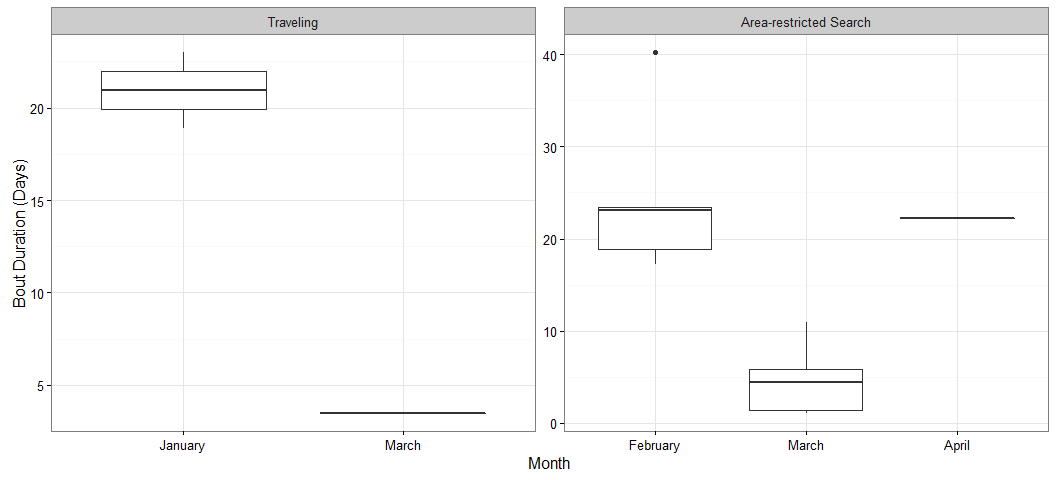 Traveling
Area-restricted Search
Bout Duration (Days)
20
15
10
5
40
30
20
10
0
January
March
February
March
April
Month